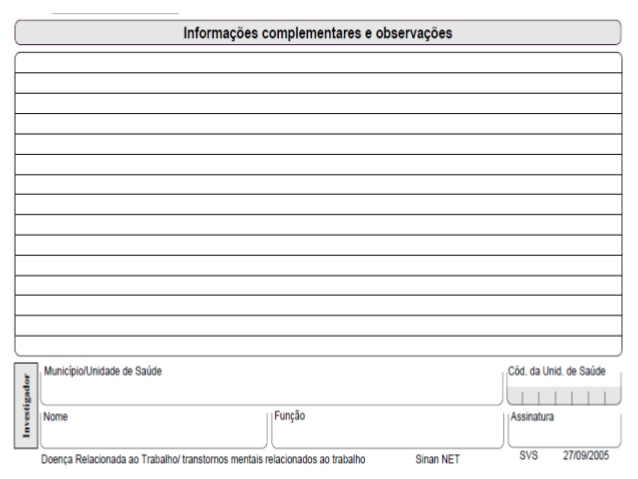 Informações complementares e observações
Município/Unidade de Saúde
Cód. da Unid. de Saúde
Investigador
Nome
Função
Assinatura
Doença Relacionada ao Trabalho/ transtornos mentais relacionados ao trabalho Sinan NET SVS 27/09/2005